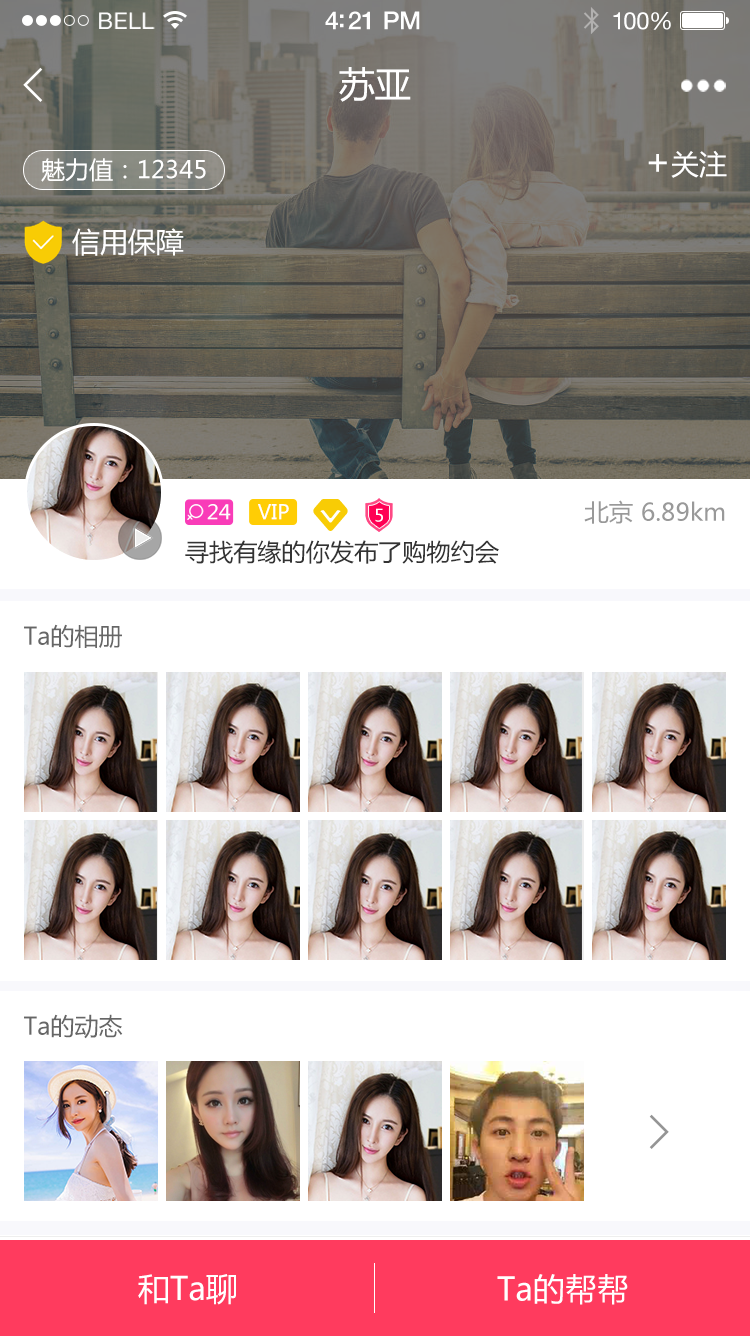 BELL 4:21 PM 100%
苏亚
魅力值：12345
+关注
信用保障
24 VIP 5 北京 6.89km
寻找有缘的你发布了购物约会
Ta的相册
Ta的动态
和Ta聊 Ta的帮帮